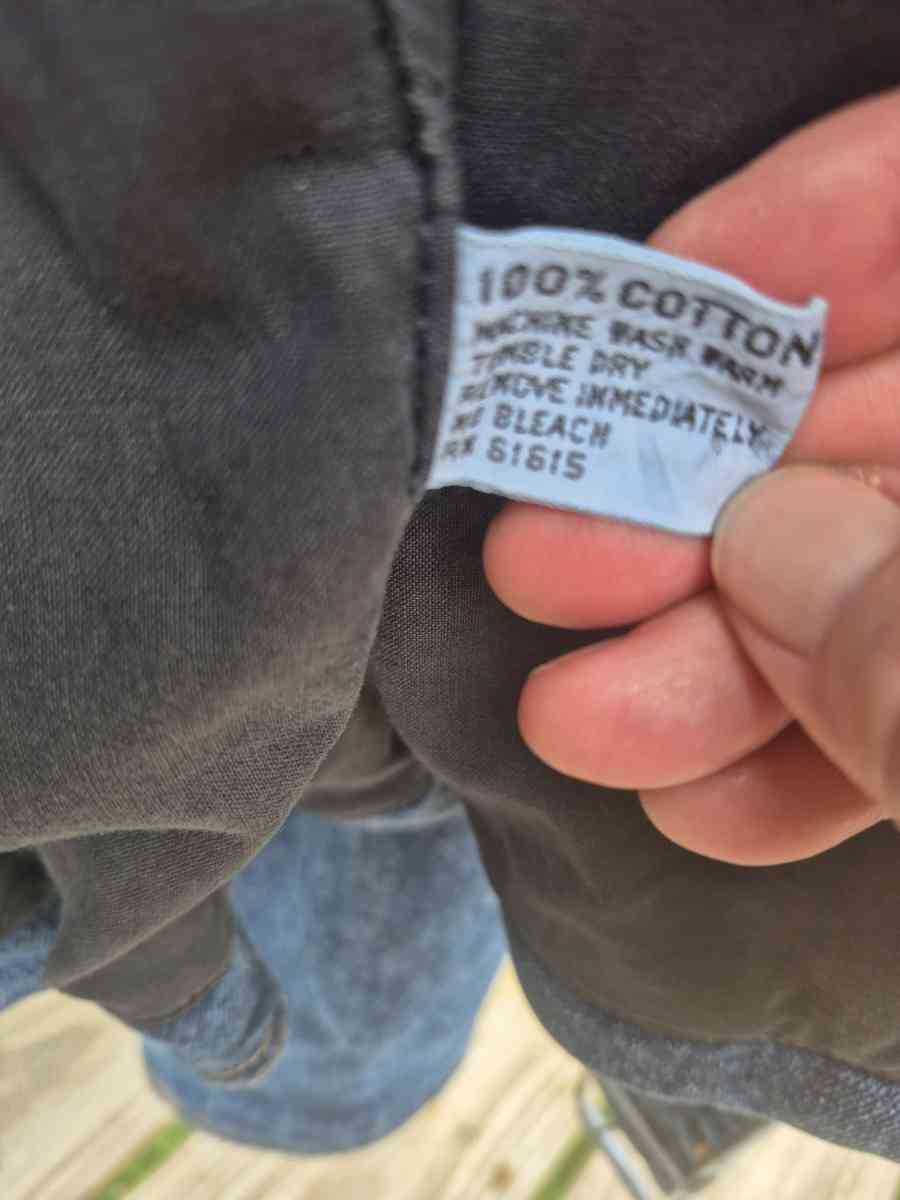 100% COTTON
MACHINE WASH WARM
TUMBLE DRY
REMOVE IMMEDIATELY
NO BLEACH
RN 61615